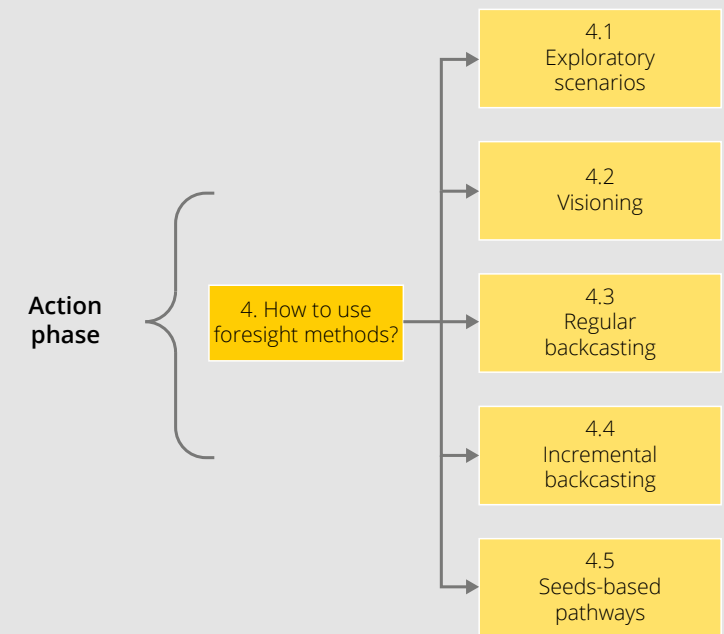 Action
phase
4. How to use
foresight methods?
4.1
Exploratory
scenarios
4.2
Visioning
4.3
Regular
backcasting
4.4
Incremental
backcasting
4.5
Seeds-based
pathways